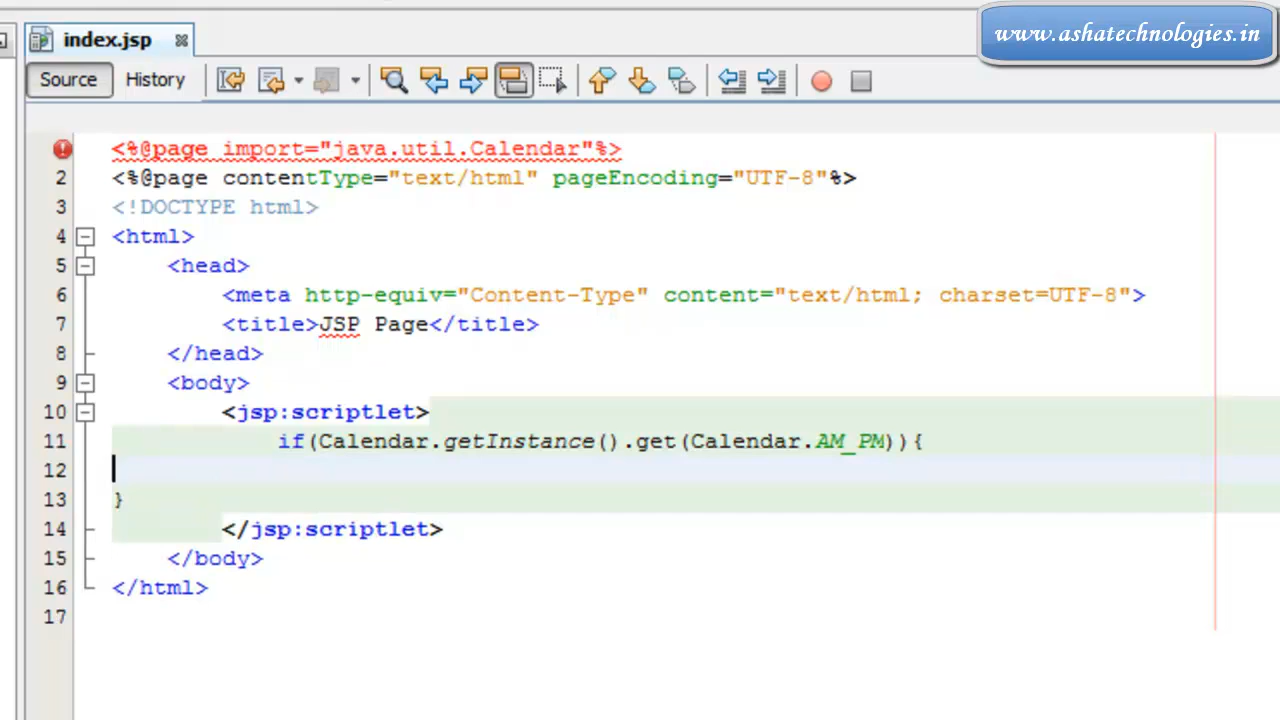 www.ashatechnologies.in
index.jsp
Source History
<%@page import="java.util.Calendar"%>
2 <%@page contentType="text/html" pageEncoding="UTF-8"%>
3 <!DOCTYPE html>
4 <html>
5 <head>
6 <meta http-equiv="Content-Type" content="text/html; charset=UTF-8">
7 <title>JSP Page</title>
8 </head>
9 <body>
10 <jsp:scriptlet>
11 if(Calendar.getInstance().get(Calendar.AM_PM)){
12
13 }
14 </jsp:scriptlet>
15 </body>
16 </html>
17